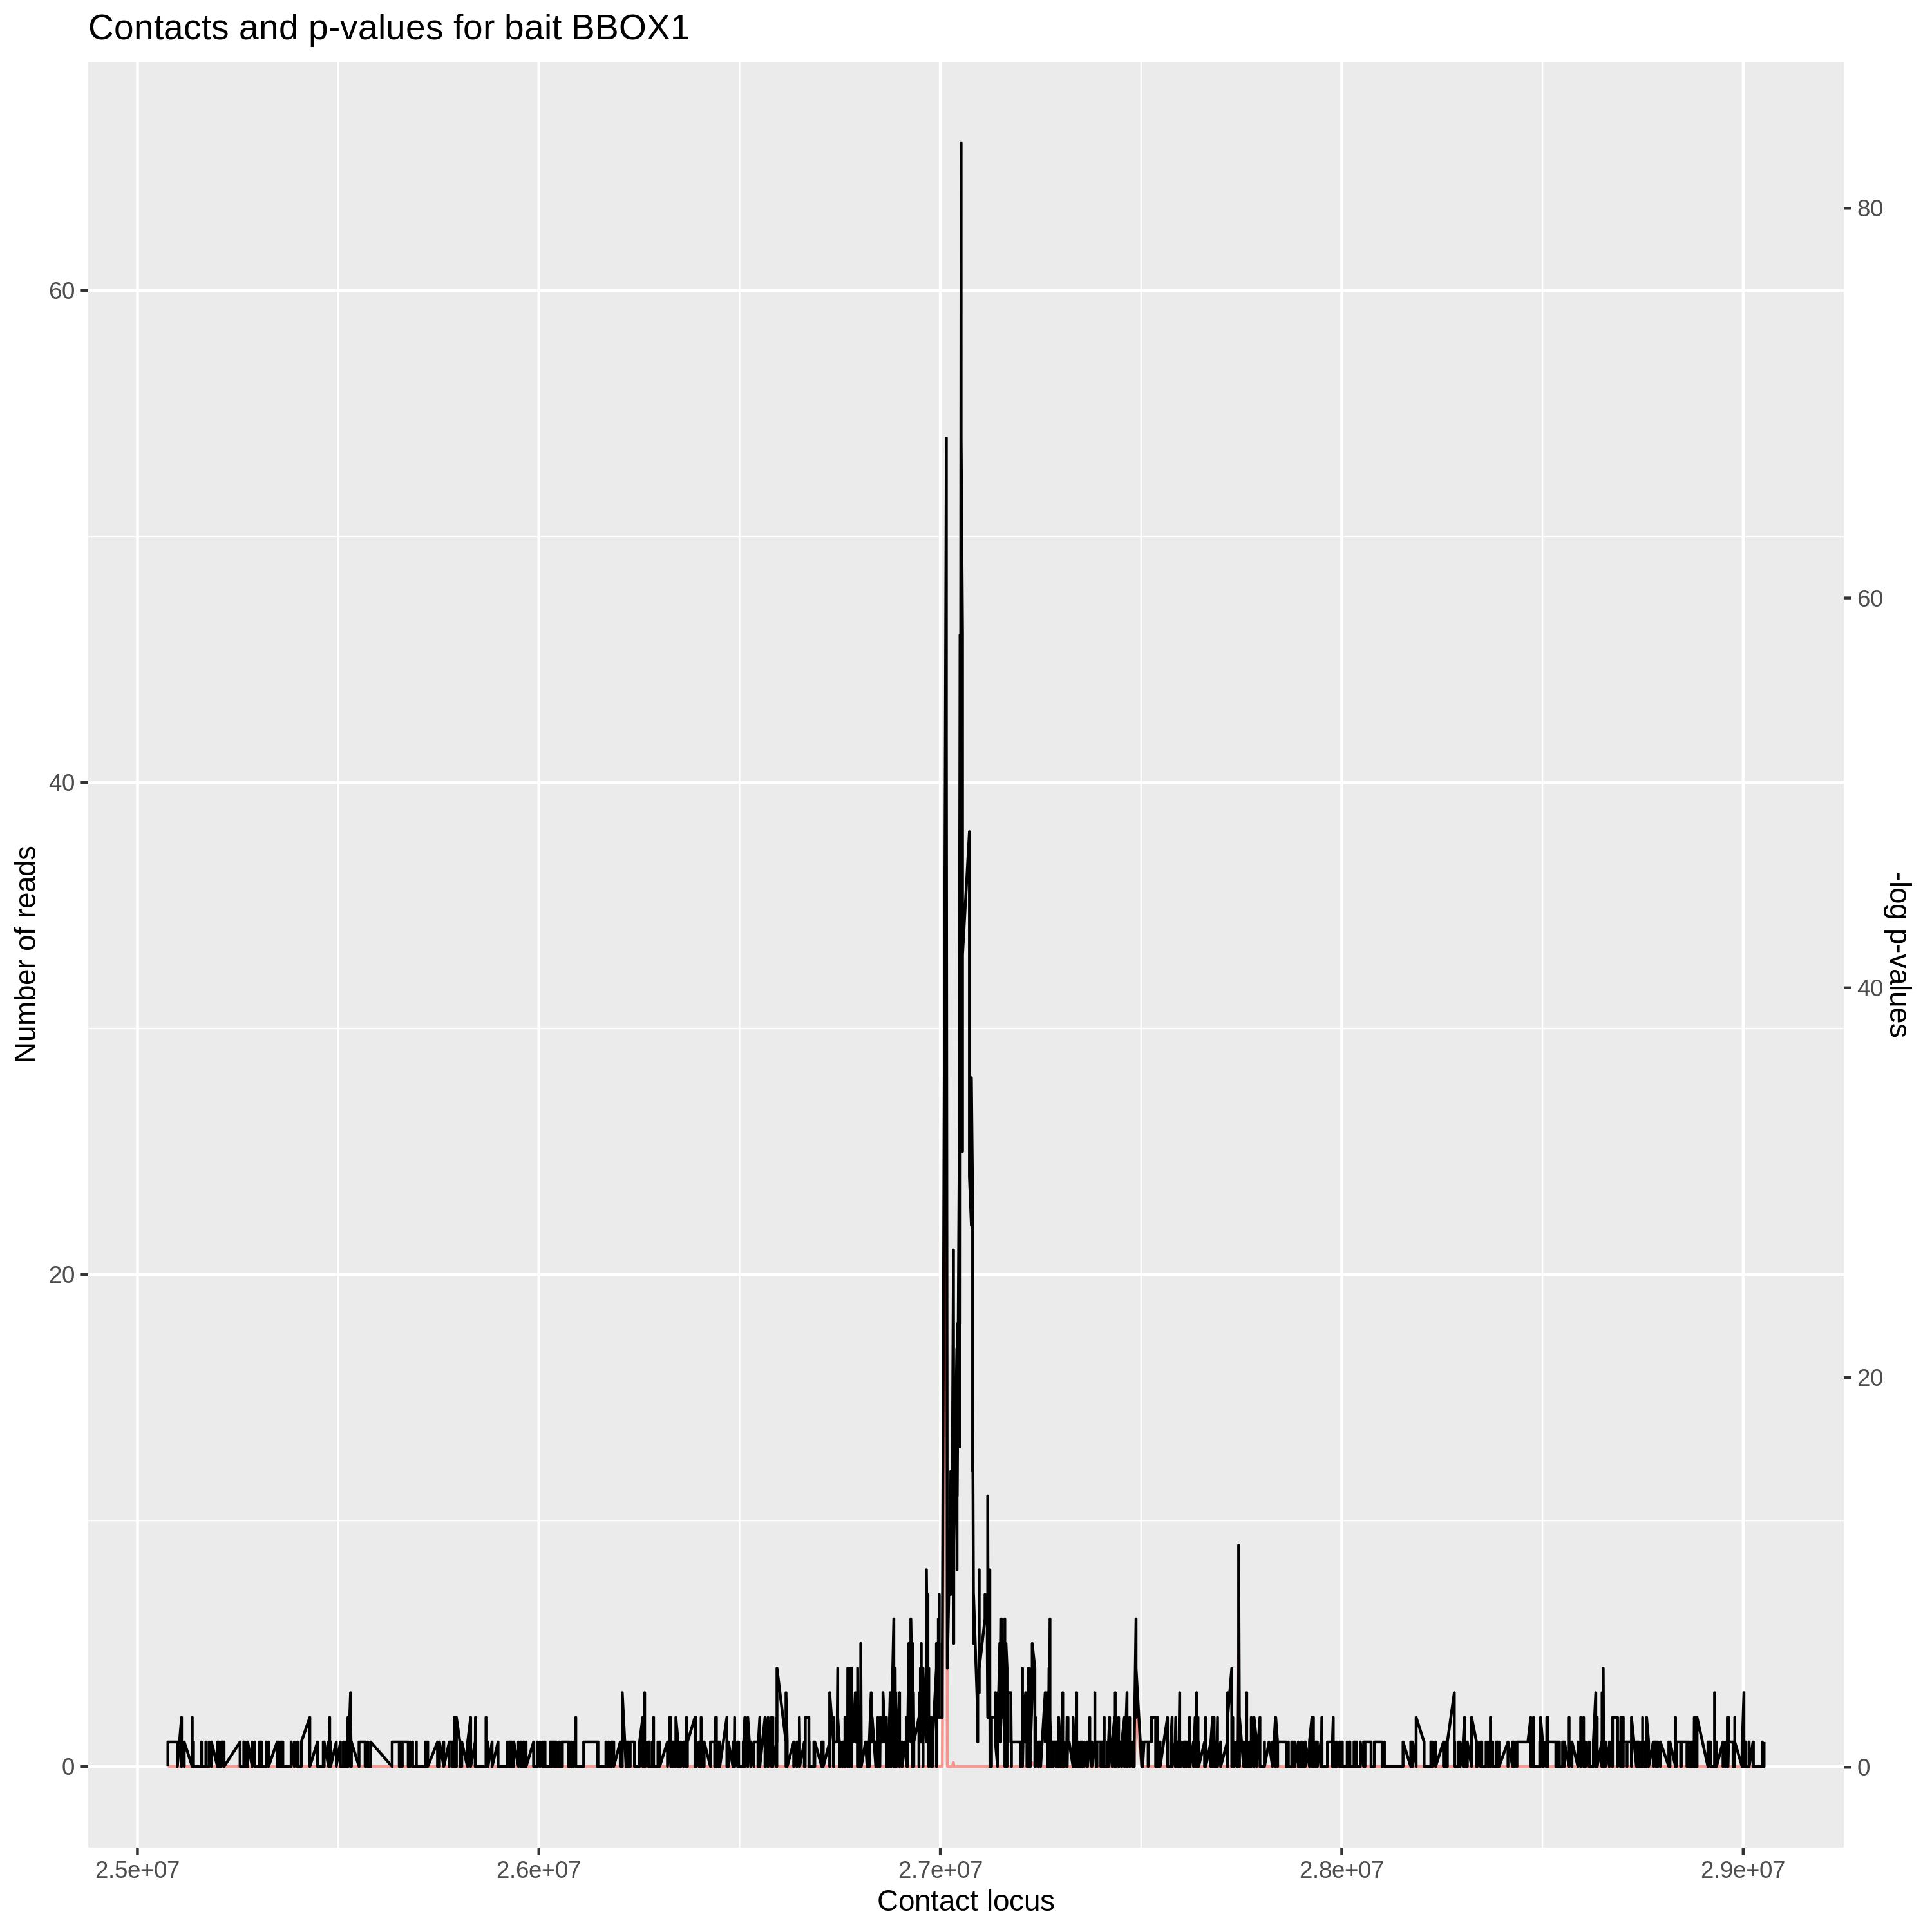 Contacts and p-values for bait BBOX1
80
60
60
40
Number of reads
-log p-values
40
20
20
0
0
2.5e+07 2.6e+07 2.7e+07 2.8e+07 2.9e+07
Contact locus